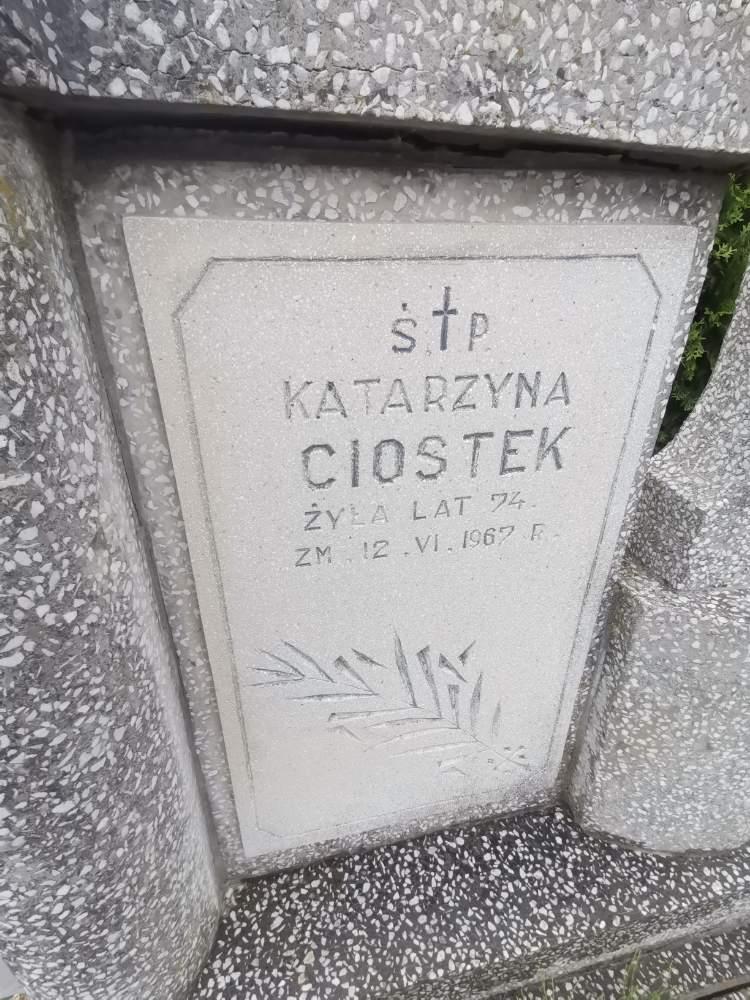 Ś † P
KATARZYNA
CIOSTEK
ŻYŁA LAT 74.
ZM. 12.VI.1967 R.